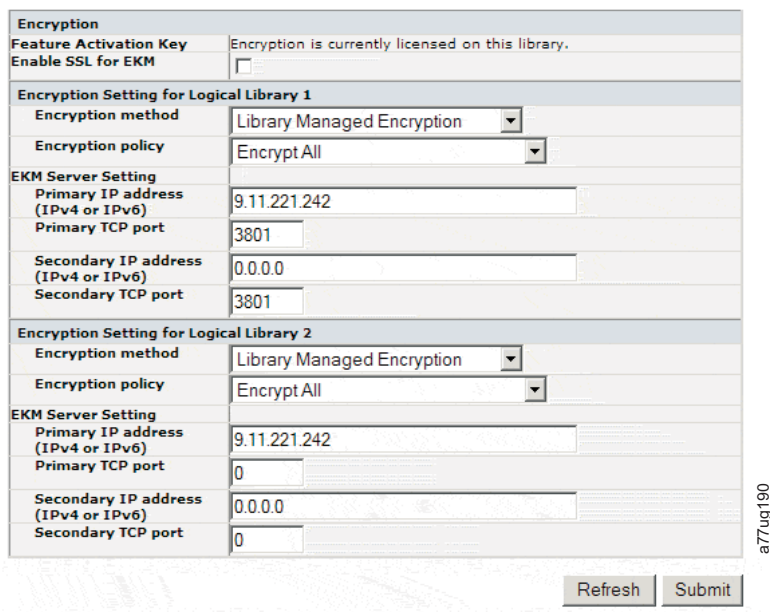 Encryption
Feature Activation Key Encryption is currently licensed on this library.
Enable SSL for EKM
Encryption Setting for Logical Library 1
Encryption method Library Managed Encryption
Encryption policy Encrypt All
EKM Server Setting
Primary IP address
(IPv4 or IPv6) 9.11.221.242
Primary TCP port 3801
Secondary IP address
(IPv4 or IPv6) 0.0.0.0
Secondary TCP port 3801
Encryption Setting for Logical Library 2
Encryption method Library Managed Encryption
Encryption policy Encrypt All
EKM Server Setting
Primary IP address
(IPv4 or IPv6) 9.11.221.242
Primary TCP port 0
Secondary IP address
(IPv4 or IPv6) 0.0.0.0
Secondary TCP port 0
Refresh Submit
a77ug190